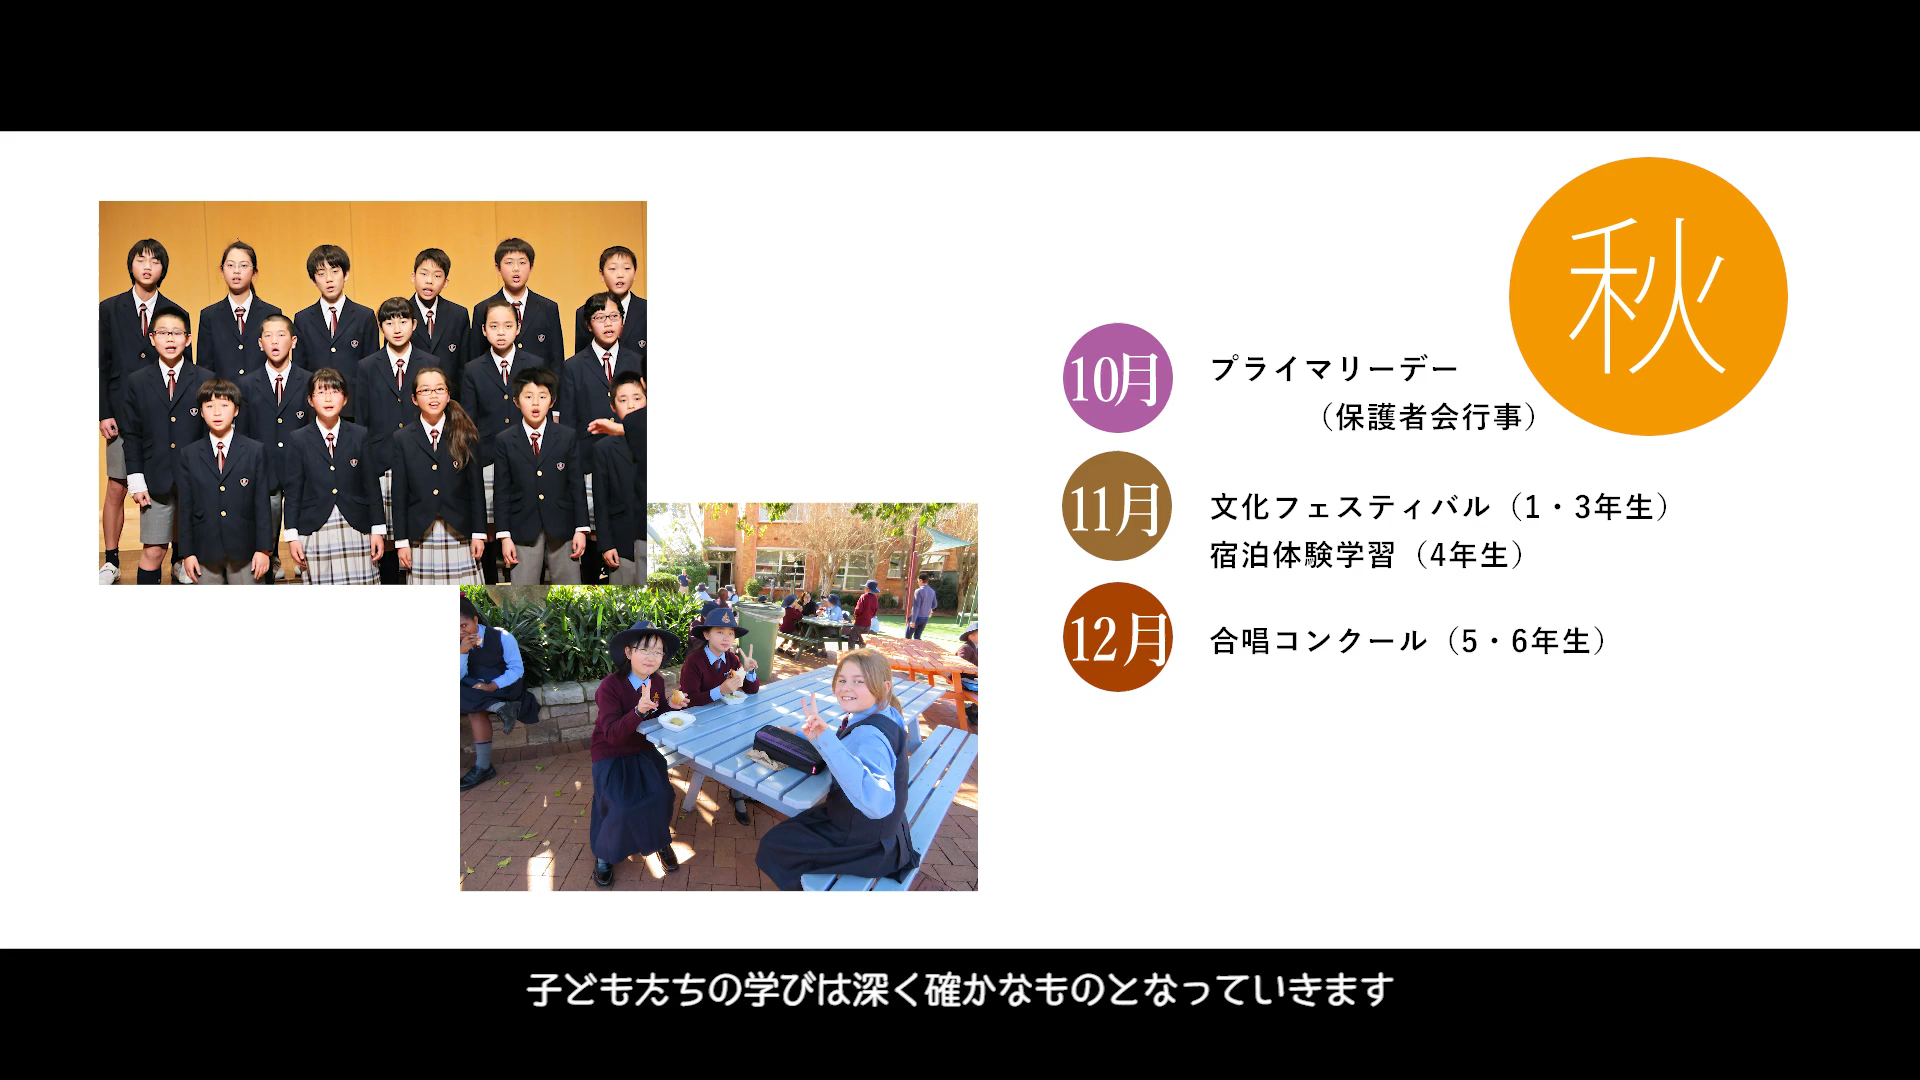 秋
10月
プライマリーデー
（保護者会行事）
11月
文化フェスティバル（1・3年生）
宿泊体験学習（4年生）
12月
合唱コンクール（5・6年生）
子どもたちの学びは深く確かなものとなっていきます